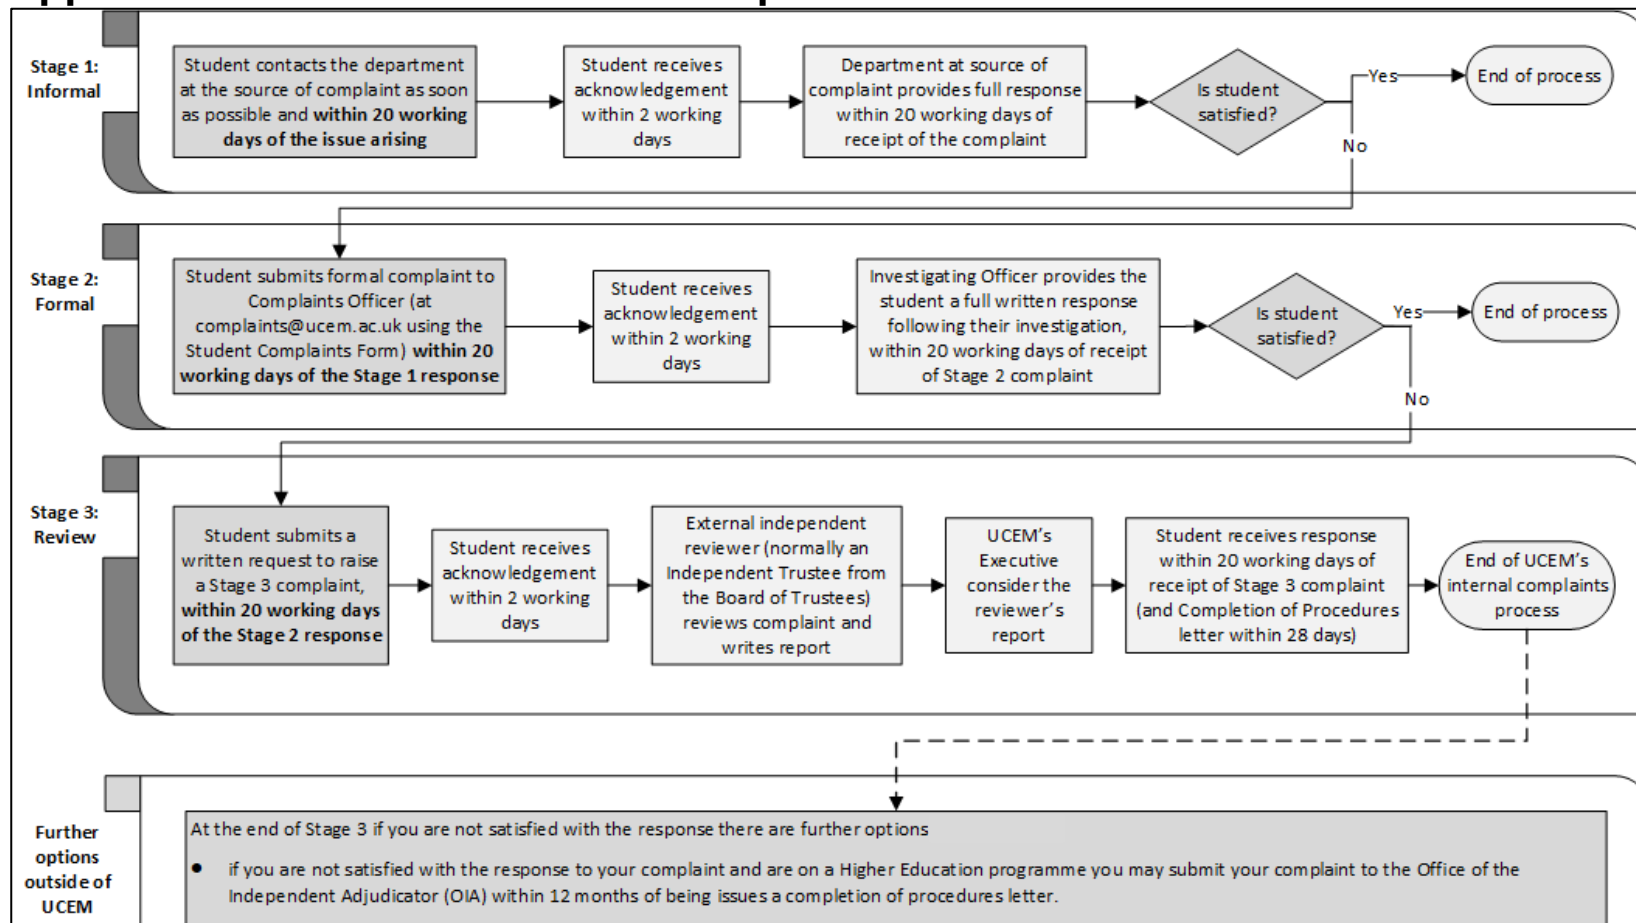 Stage 1:
Informal
Student contacts the department
at the source of complaint as soon
as possible and within 20 working
days of the issue arising
Student receives
acknowledgement
within 2 working
days
Department at source of
complaint provides full response
within 20 working days of
receipt of the complaint
Is student
satisfied?
Yes
End of process
No
Stage 2:
Formal
Student submits formal complaint to
Complaints Officer (at
complaints@ucem.ac.uk using the
Student Complaints Form) within 20
working days of the Stage 1 response
Student receives
acknowledgement
within 2 working
days
Investigating Officer provides the
student a full written response
following their investigation,
within 20 working days of receipt
of Stage 2 complaint
Is student
satisfied?
Yes
End of process
No
Stage 3:
Review
Student submits a
written request to raise
a Stage 3 complaint,
within 20 working days
of the Stage 2 response
Student receives
acknowledgement
within 2 working
days
External independent
reviewer (normally an
Independent Trustee from
the Board of Trustees)
reviews complaint and
writes report
UCEM's
Executive
consider the
reviewer's
report
Student receives response
within 20 working days of
receipt of Stage 3 complaint
(and Completion of Procedures
letter within 28 days)
End of UCEM's
internal complaints
process
Further
options
outside of
UCEM
At the end of Stage 3 if you are not satisfied with the response there are further options
● if you are not satisfied with the response to your complaint and are on a Higher Education programme you may submit your complaint to the Office of the
Independent Adjudicator (OIA) within 12 months of being issues a completion of procedures letter.